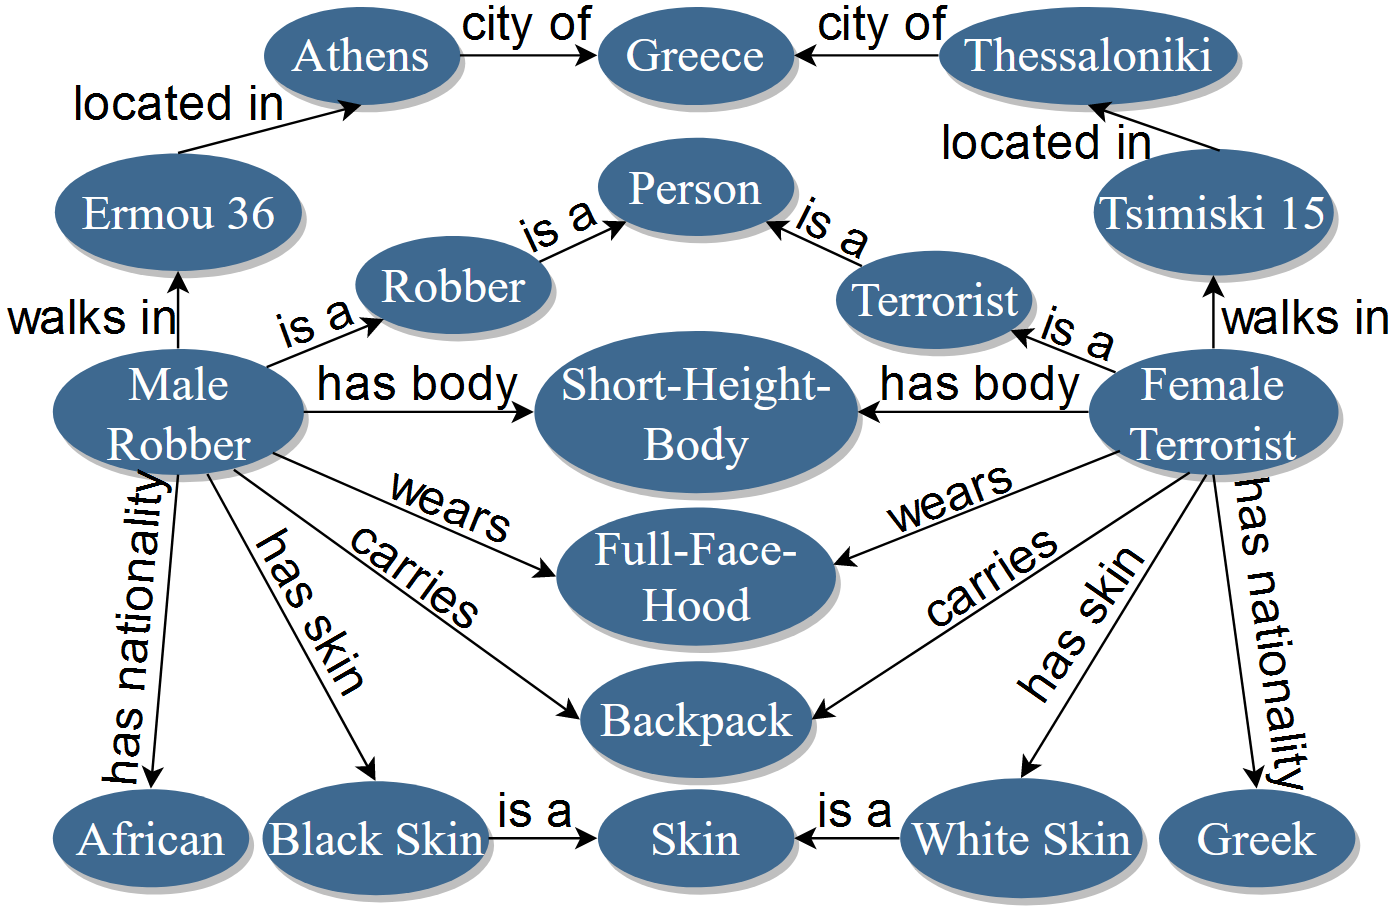 city of
city of
Athens
Greece
Thessaloniki
located in
located in
Person
Ermou 36
Tsimiski 15
is a
is a
Robber
Terrorist
walks in
is a
is a
walks in
Male
Robber
has body
Short-Height-
Body
has body
Female
Terrorist
wears
wears
has nationality
has skin
carries
Full-Face-
Hood
carries
has skin
has nationality
Backpack
African
Black Skin
is a
Skin
is a
White Skin
Greek